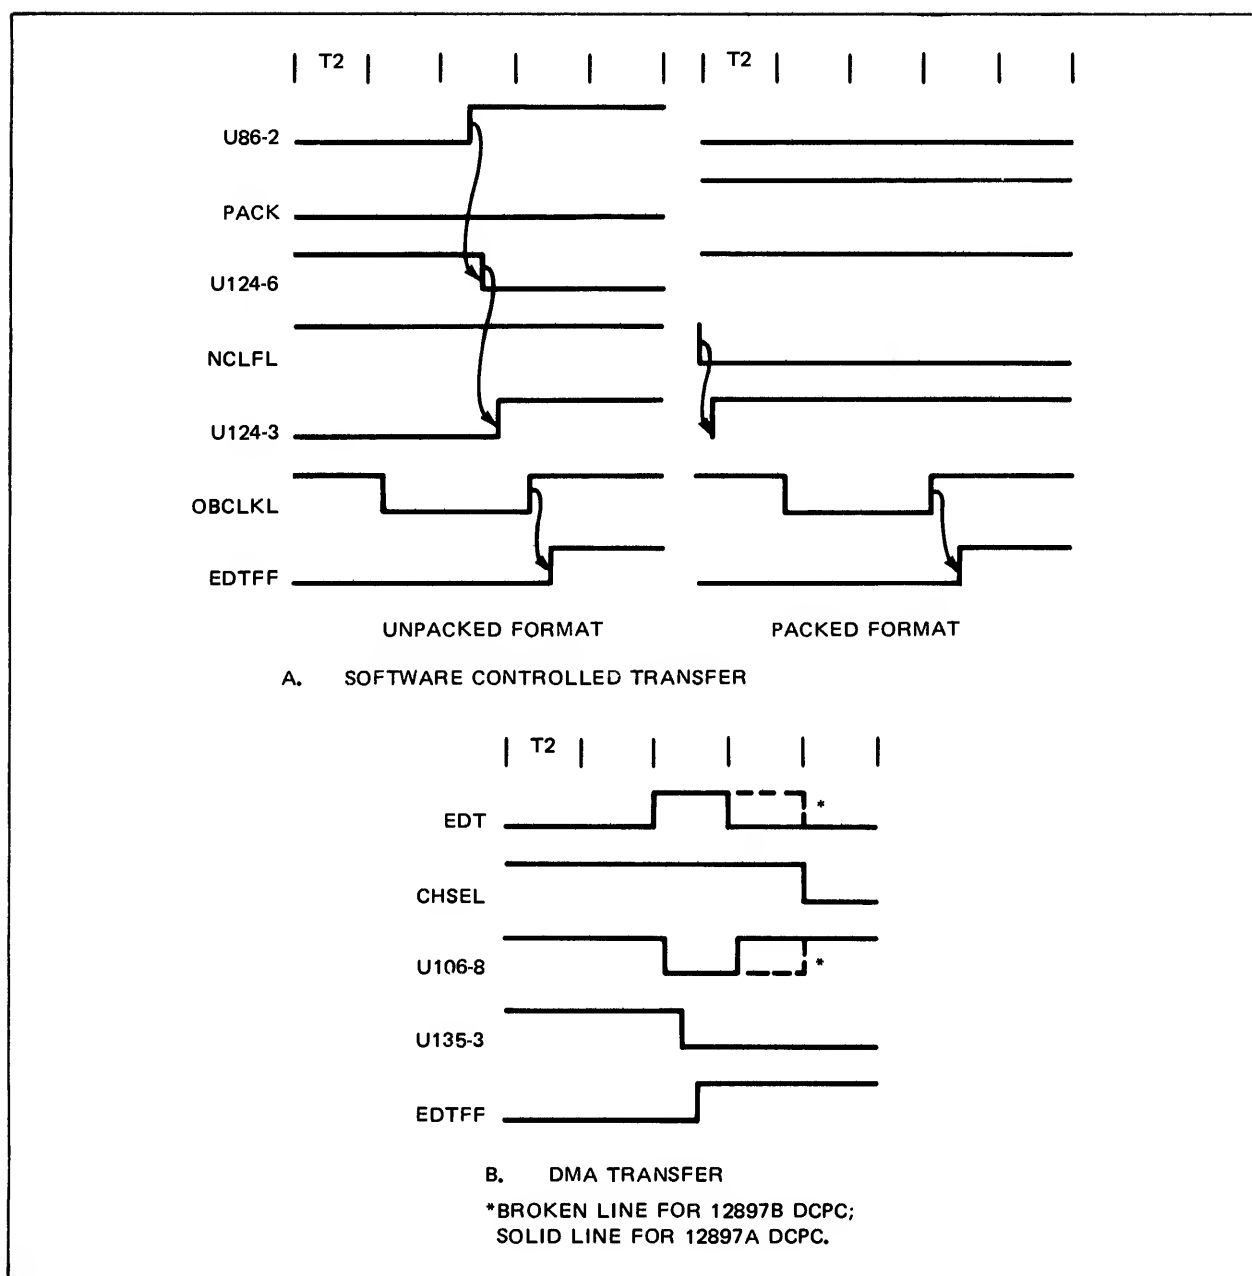 T2 T2
U86-2
PACK
U124-6
NCLFL
U124-3
OBCLKL
EDTFF
UNPACKED FORMAT PACKED FORMAT
A. SOFTWARE CONTROLLED TRANSFER
T2
EDT *
CHSEL
U106-8 *
U135-3
EDTFF
B. DMA TRANSFER
*BROKEN LINE FOR 12897B DCPC;
SOLID LINE FOR 12897A DCPC.